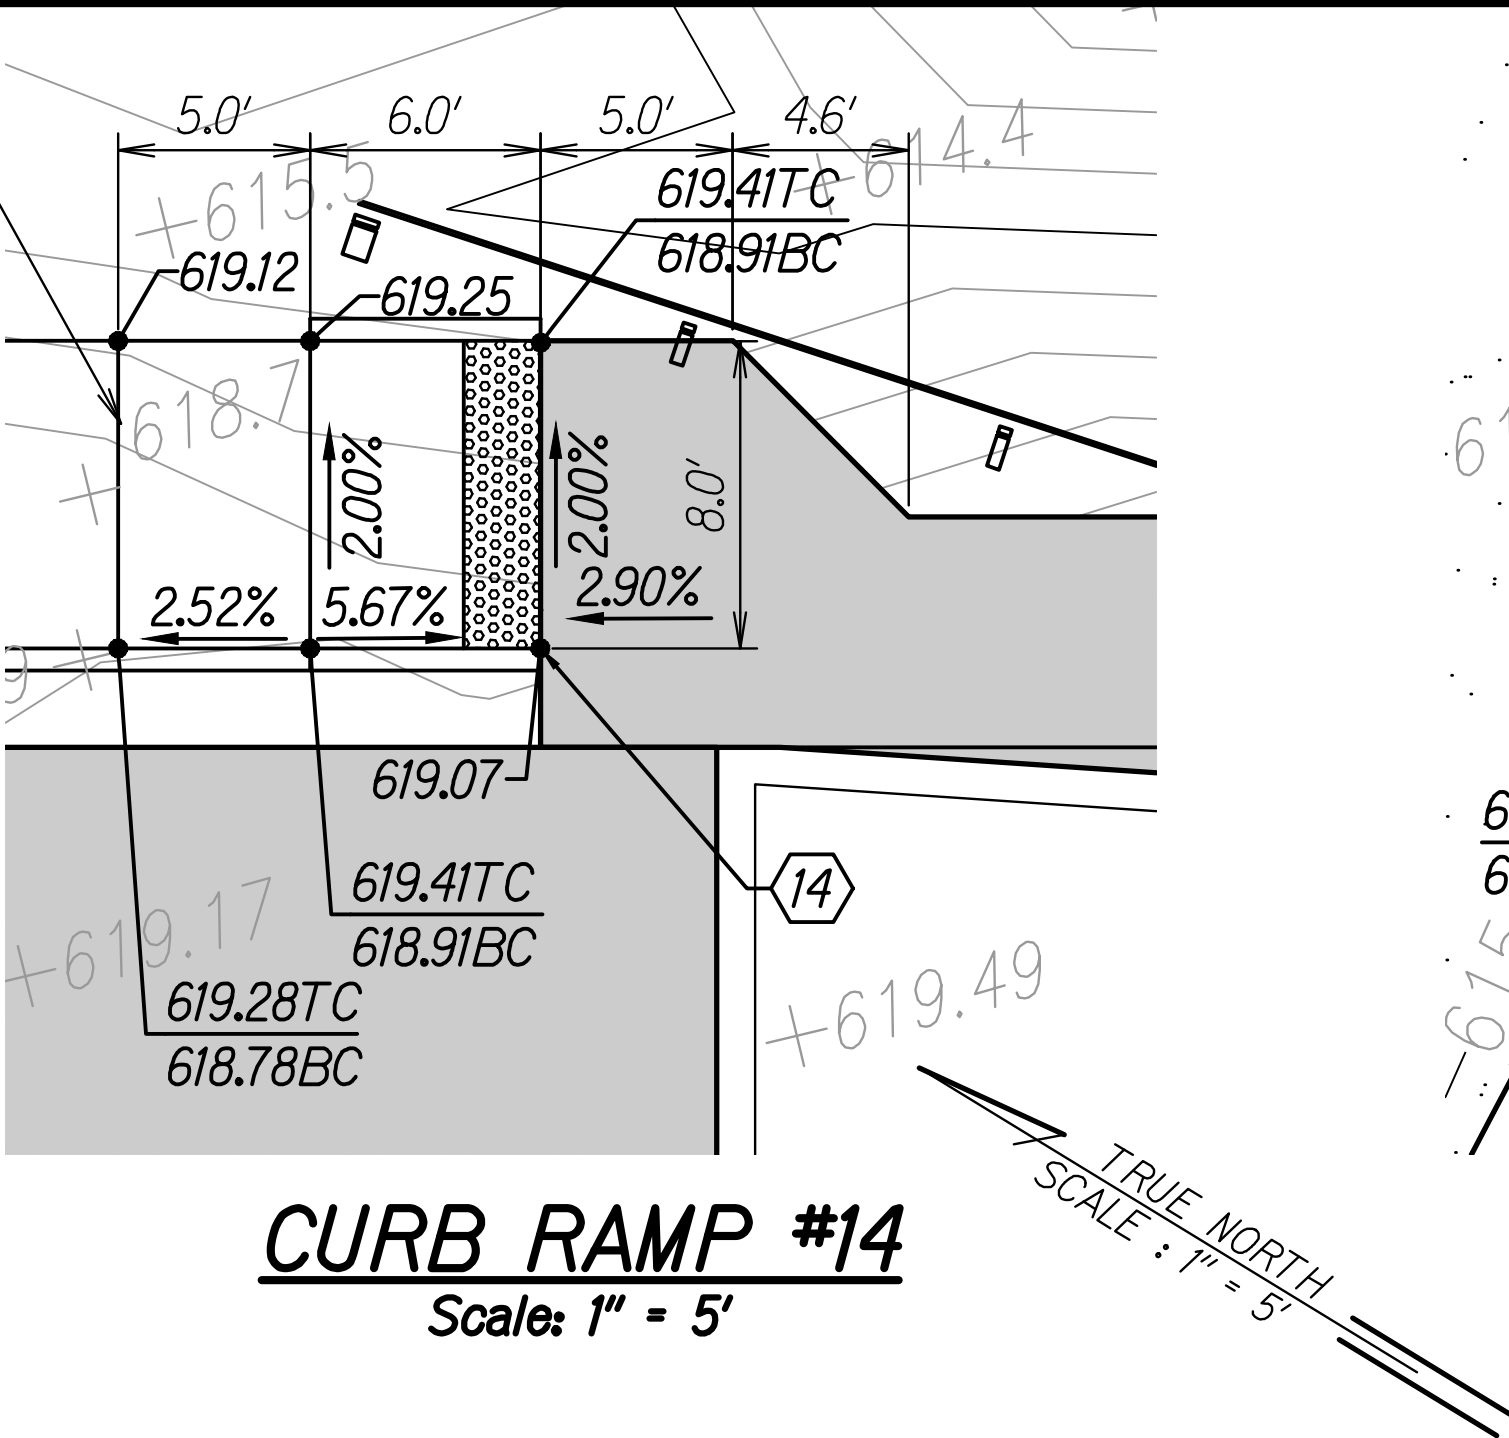 5.0' 6.0' 5.0' 4.6'
+614.4
+615.5
619.41TC
618.91BC
619.12
619.25
+618.7
2.00%
2.00%
8.0'
2.52% 5.67% 2.90%
619.07
619.41TC
618.91BC
14
+619.17
619.28TC
618.78BC
+619.49
TRUE NORTH
SCALE : 1" = 5'
CURB RAMP #14
Scale: 1" = 5'